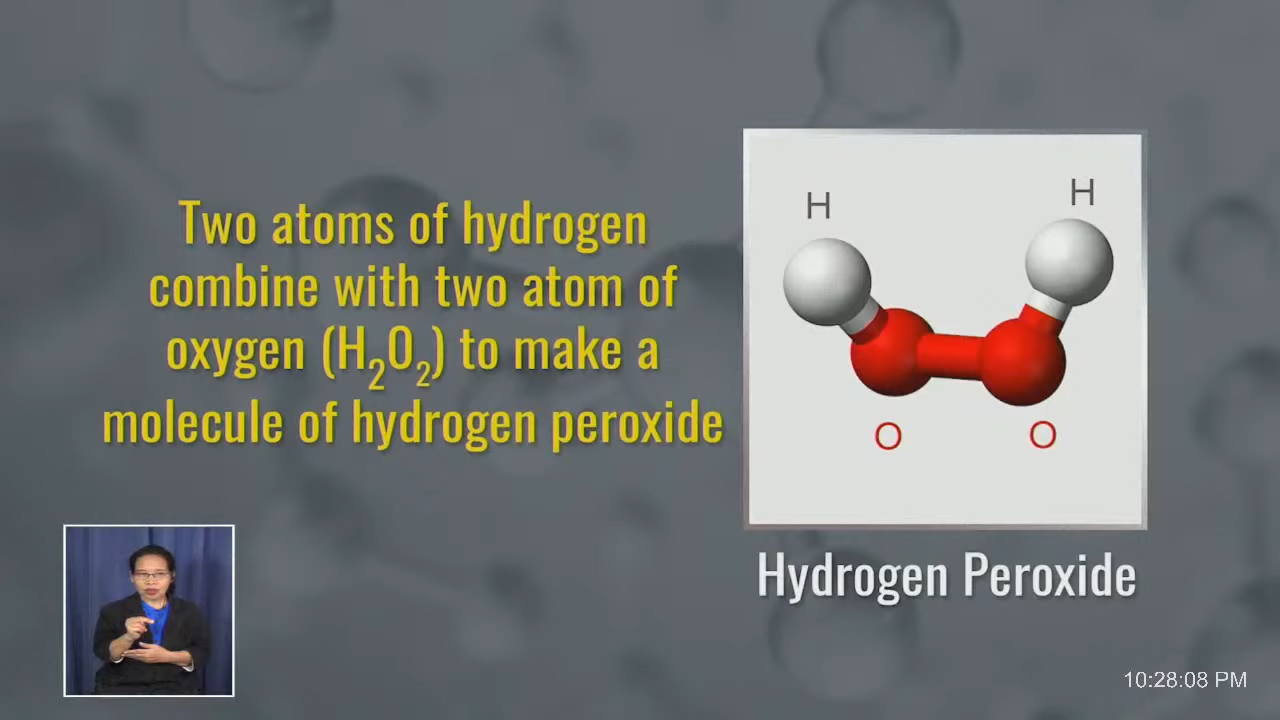 Two atoms of hydrogen
combine with two atom of
oxygen (H₂O₂) to make a
molecule of hydrogen peroxide
H
H
O
O
Hydrogen Peroxide
10:28:08 PM